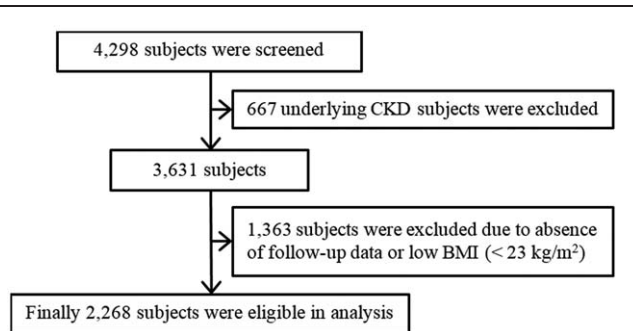 4,298 subjects were screened
667 underlying CKD subjects were excluded
3,631 subjects
1,363 subjects were excluded due to absence
of follow-up data or low BMI (< 23 kg/m²)
Finally 2,268 subjects were eligible in analysis